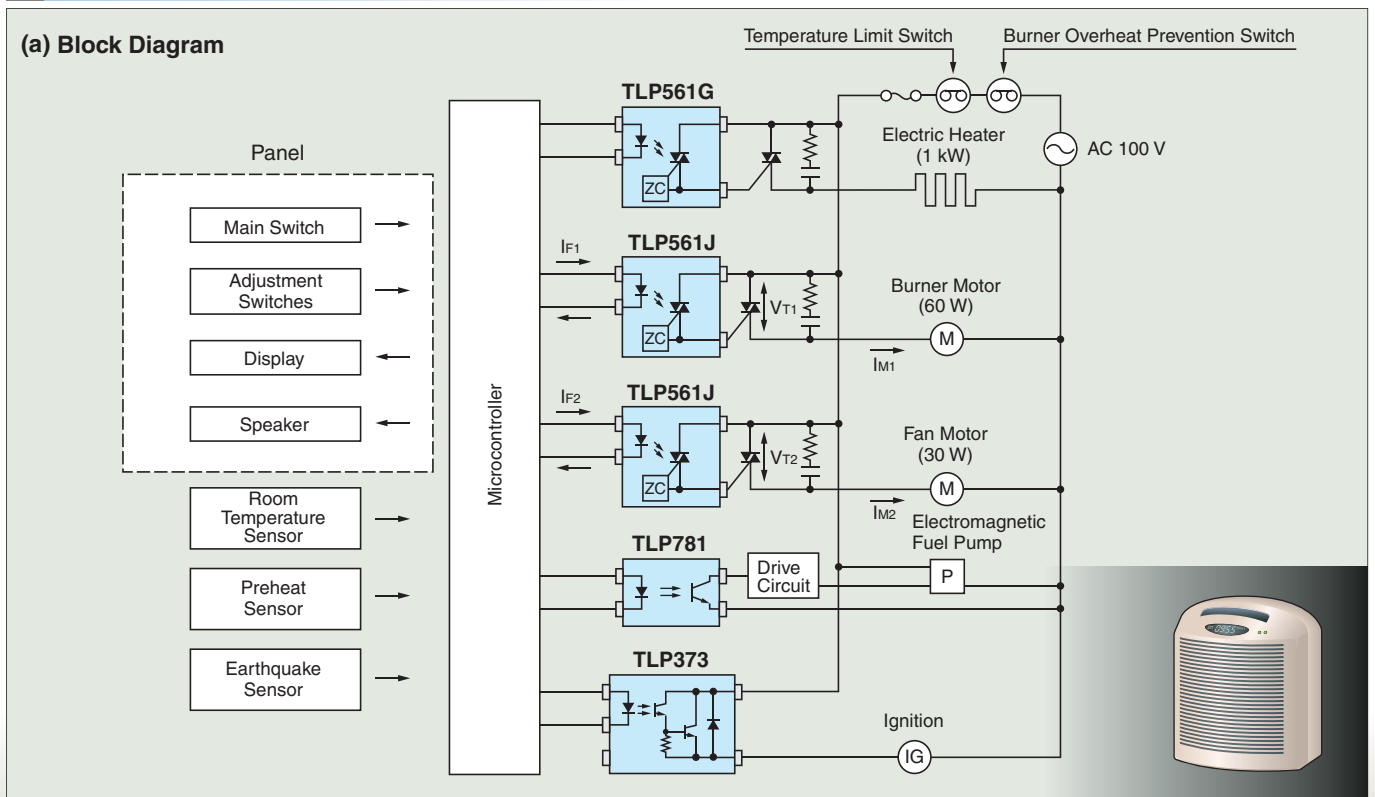 (a) Block Diagram
Temperature Limit Switch
Burner Overheat Prevention Switch
TLP561G
Electric Heater
(1 kW)
AC 100 V
ZC
Panel
Main Switch
Adjustment
Switches
Display
Speaker
Room
Temperature
Sensor
Preheat
Sensor
Earthquake
Sensor
Microcontroller
TLP561J
IF1
VT1
ZC
Burner Motor
(60 W)
M
IM1
TLP561J
IF2
VT2
ZC
Fan Motor
(30 W)
M
IM2
Electromagnetic
Fuel Pump
TLP781
Drive
Circuit
P
TLP373
Ignition
IG